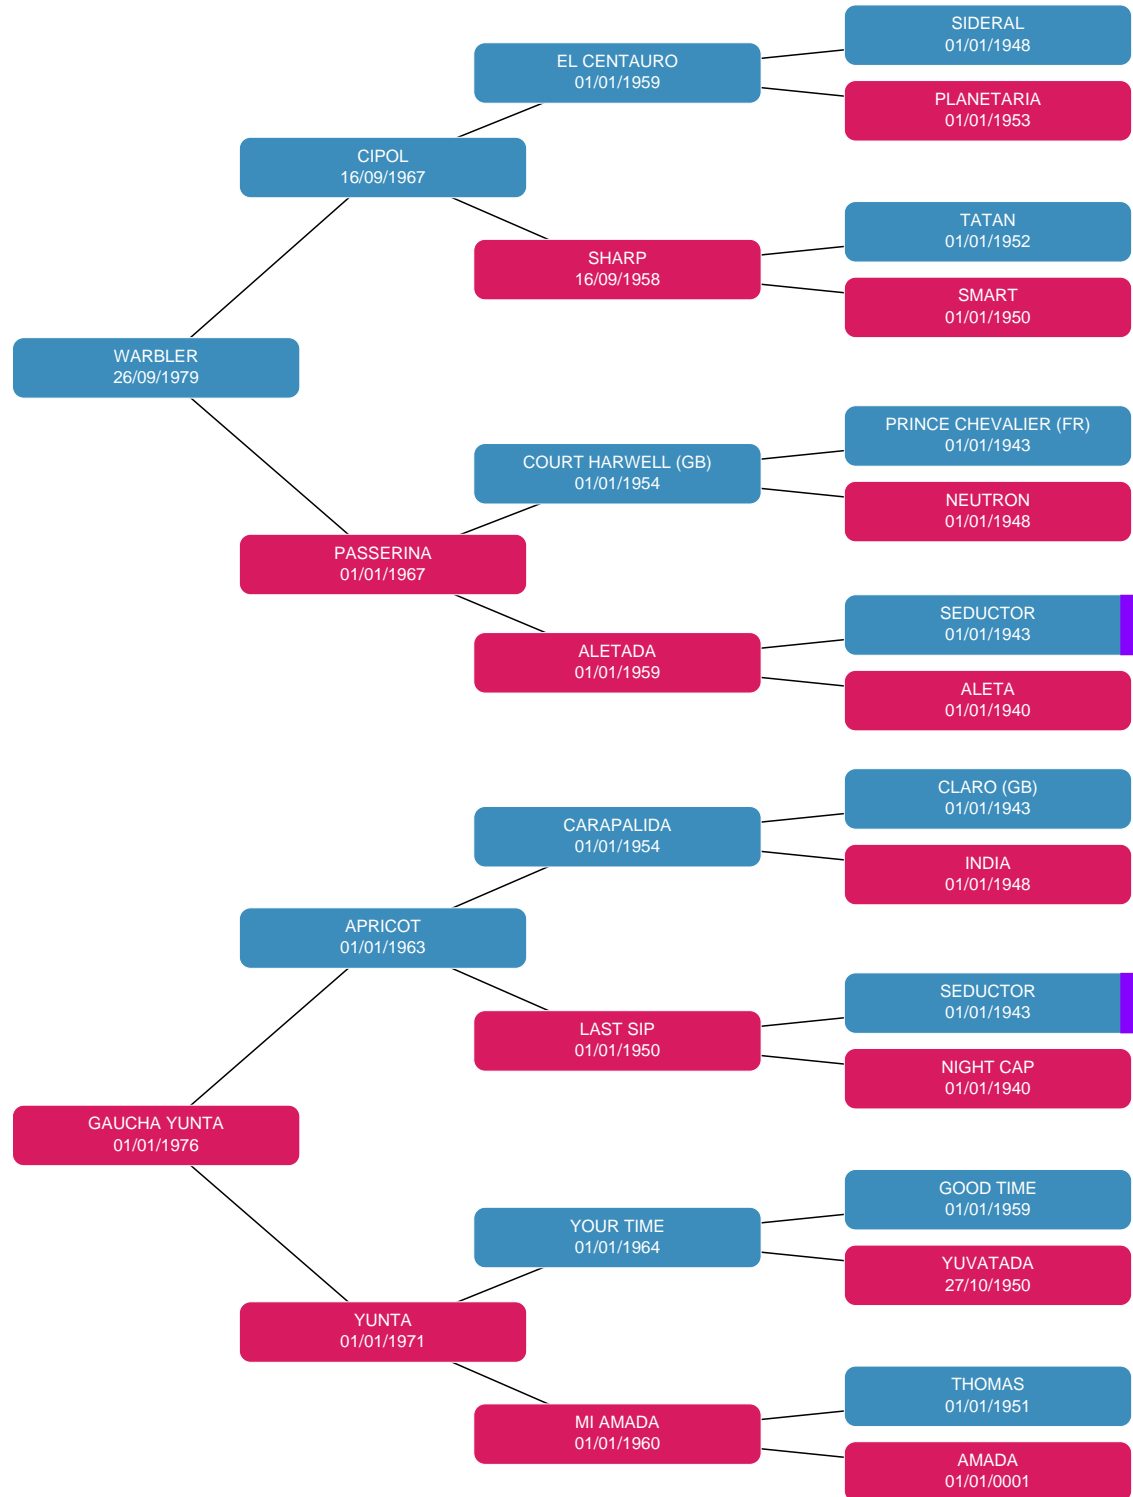 SIDERAL
01/01/1948
EL CENTAURO
01/01/1959
PLANETARIA
01/01/1953
CIPOL
16/09/1967
TATAN
01/01/1952
SHARP
16/09/1958
SMART
01/01/1950
WARBLER
26/09/1979
PRINCE CHEVALIER (FR)
01/01/1943
COURT HARWELL (GB)
01/01/1954
NEUTRON
01/01/1948
PASSERINA
01/01/1967
SEDUCTOR
01/01/1943
ALETADA
01/01/1959
ALETA
01/01/1940
CLARO (GB)
01/01/1943
CARAPALIDA
01/01/1954
INDIA
01/01/1948
APRICOT
01/01/1963
SEDUCTOR
01/01/1943
LAST SIP
01/01/1950
NIGHT CAP
01/01/1940
GAUCHA YUNTA
01/01/1976
GOOD TIME
01/01/1959
YOUR TIME
01/01/1964
YUVATADA
27/10/1950
YUNTA
01/01/1971
THOMAS
01/01/1951
MI AMADA
01/01/1960
AMADA
01/01/0001